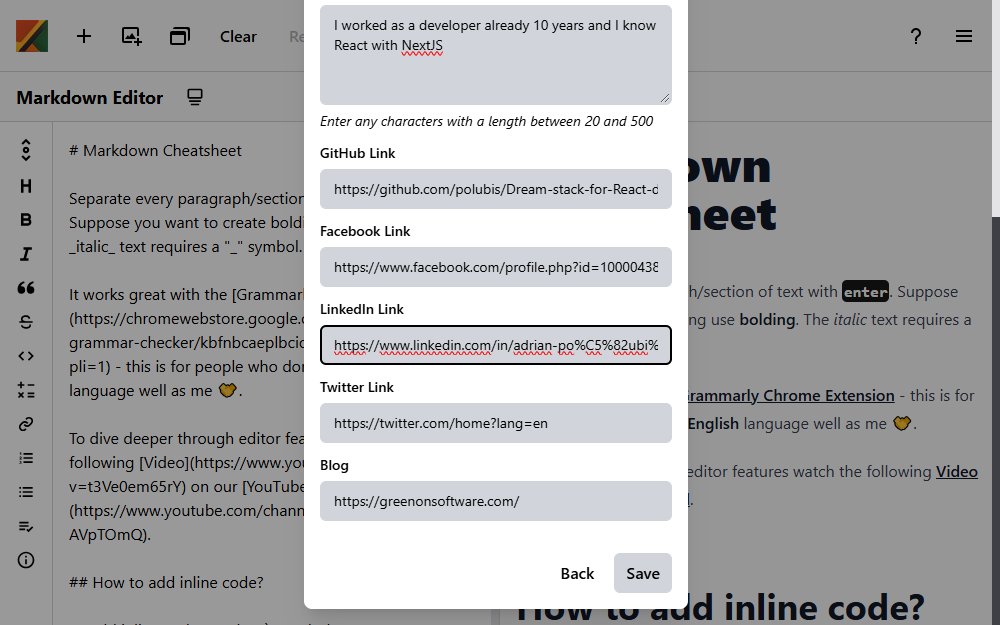 Clear
Re
?
Markdown Editor
# Markdown Cheatsheet
Separate every paragraph/section
Suppose you want to create boldi
_italic_ text requires a "_" symbol.
It works great with the [Grammarl
(https://chromewebstore.google.c
grammar-checker/kbfnbcaeplbcio
pli=1) - this is for people who don
language well as me
.
To dive deeper through editor fea
following [Video](https://www.you
v=t3Ve0em65rY) on our [YouTube
(https://www.youtube.com/chann
AVpTOmQ).
## How to add inline code?
I worked as a developer already 10 years and I know
React with NextJS
Enter any characters with a length between 20 and 500
GitHub Link
https://github.com/polubis/Dream-stack-for-React-d
Facebook Link
https://www.facebook.com/profile.php?id=10000438
LinkedIn Link
https://www.linkedin.com/in/adrian-po%C5%82ubi%
Twitter Link
https://twitter.com/home?lang=en
Blog
https://greenonsoftware.com/
Back
Save
own
heet
h/section of text with enter. Suppose
ng use bolding. The italic text requires a
Grammarly Chrome Extension - this is for
English language well as me
.
editor features watch the following Video
l.
How to add inline code?